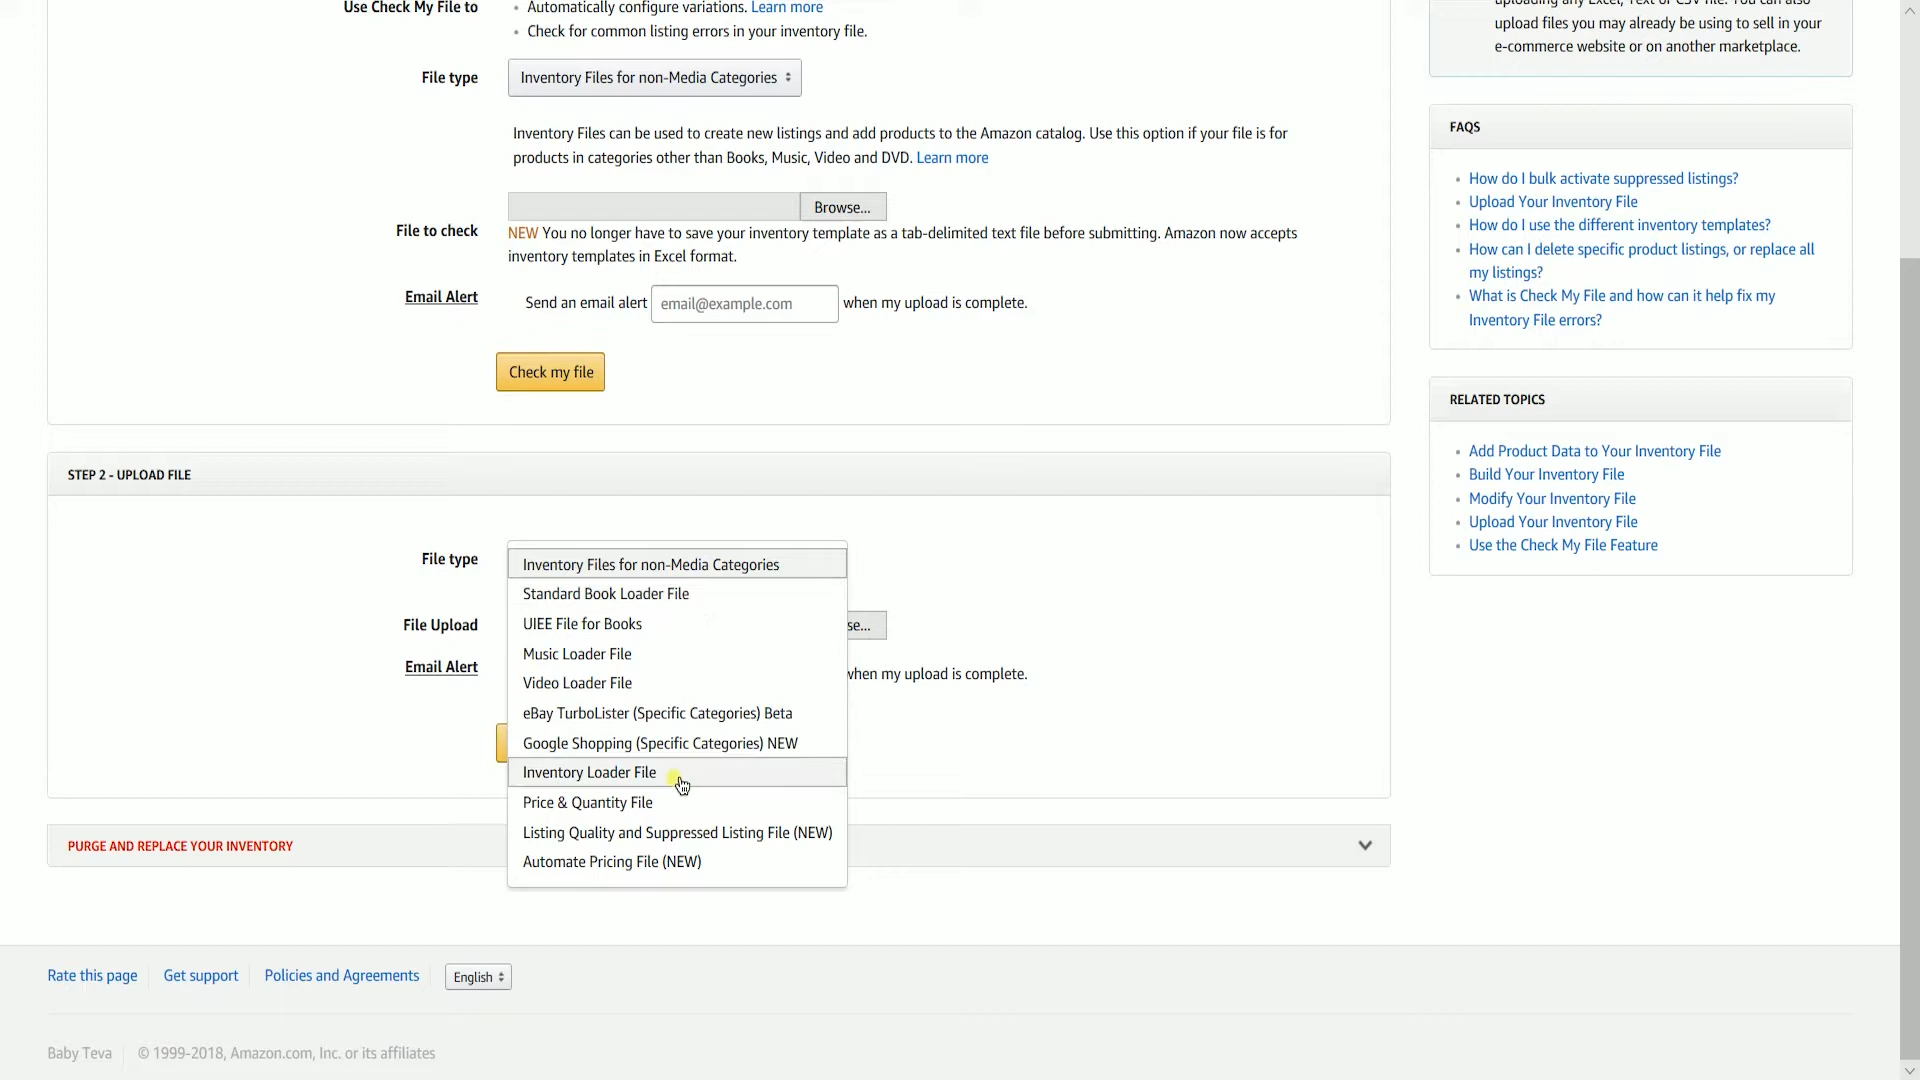 Use Check My File to
Automatically configure variations. Learn more
Check for common listing errors in your inventory file.
File type
Inventory Files for non-Media Categories
Inventory Files can be used to create new listings and add products to the Amazon catalog. Use this option if your file is for
products in categories other than Books, Music, Video and DVD. Learn more
Browse...
File to check
NEW You no longer have to save your inventory template as a tab-delimited text file before submitting. Amazon now accepts
inventory templates in Excel format.
Email Alert
Send an email alert email@example.com when my upload is complete.
Check my file
STEP 2 - UPLOAD FILE
File type
Inventory Files for non-Media Categories
Standard Book Loader File
UIEE File for Books
Music Loader File
Video Loader File
eBay TurboLister (Specific Categories) Beta
Google Shopping (Specific Categories) NEW
Inventory Loader File
Price & Quantity File
Listing Quality and Suppressed Listing File (NEW)
Automate Pricing File (NEW)
File Upload
se...
Email Alert
when my upload is complete.
PURGE AND REPLACE YOUR INVENTORY
uploading any Excel, Text or CSV file. You can also
upload files you may already be using to sell in your
e-commerce website or on another marketplace.
FAQS
How do I bulk activate suppressed listings?
Upload Your Inventory File
How do I use the different inventory templates?
How can I delete specific product listings, or replace all
my listings?
What is Check My File and how can it help fix my
Inventory File errors?
RELATED TOPICS
Add Product Data to Your Inventory File
Build Your Inventory File
Modify Your Inventory File
Upload Your Inventory File
Use the Check My File Feature
Rate this page
Get support
Policies and Agreements
English
Baby Teva
© 1999-2018, Amazon.com, Inc. or its affiliates